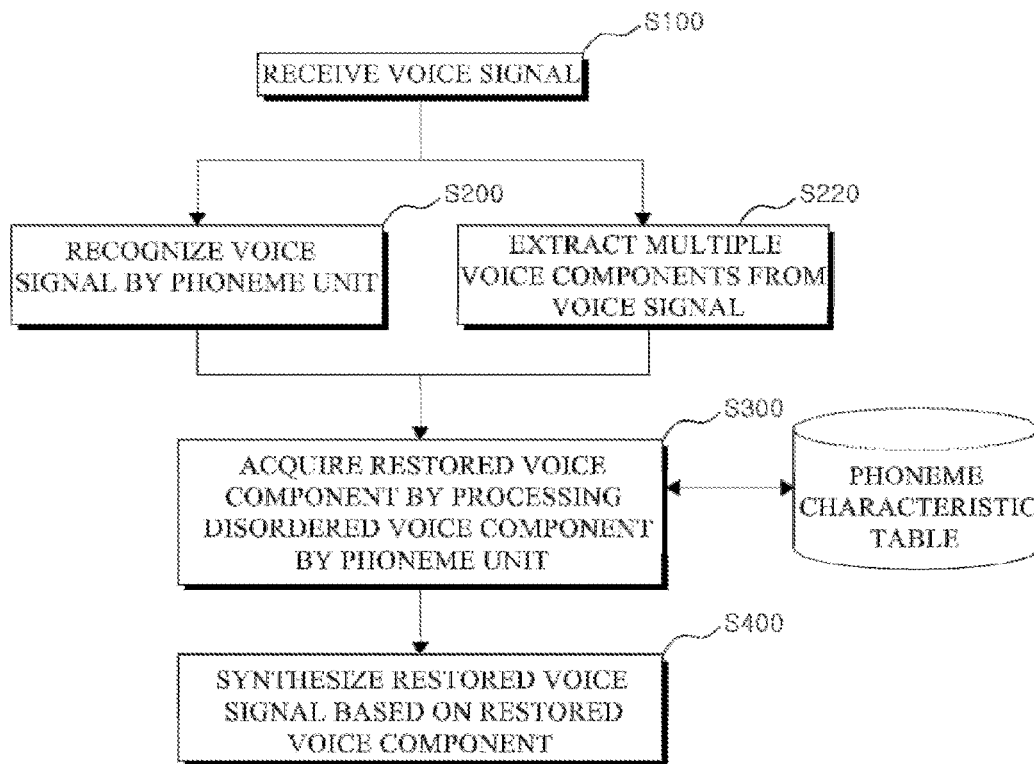 S100
RECEIVE VOICE SIGNAL
S200
RECOGNIZE VOICE
SIGNAL BY PHONEME UNIT
S220
EXTRACT MULTIPLE
VOICE COMPONENTS FROM
VOICE SIGNAL
S300
ACQUIRE RESTORED VOICE
COMPONENT BY PROCESSING
DISORDERED VOICE COMPONENT
BY PHONEME UNIT
PHONEME
CHARACTERISTIC
TABLE
S400
SYNTHESIZE RESTORED VOICE
SIGNAL BASED ON RESTORED
VOICE COMPONENT